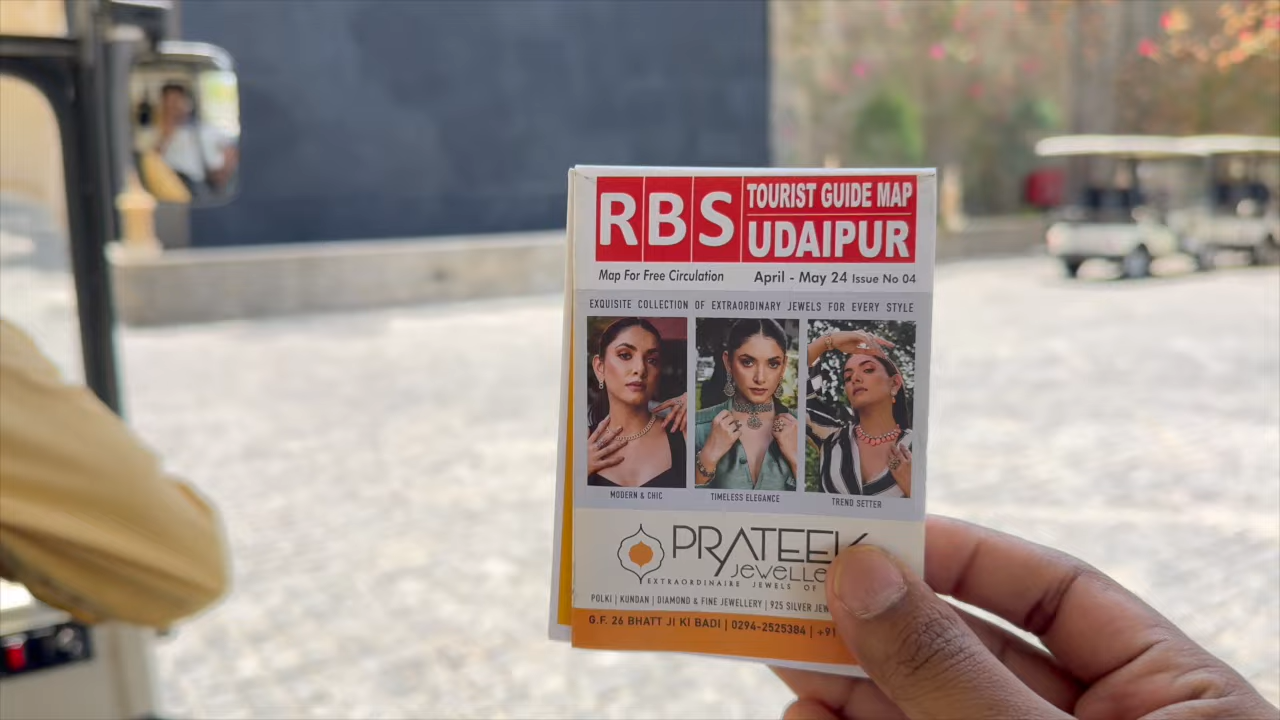 RBS TOURIST GUIDE MAP
UDAIPUR
Map For Free Circulation April - May 24 Issue No 04
EXQUISITE COLLECTION OF EXTRAORDINARY JEWELS FOR EVERY STYLE
MODERN & CHIC TIMELESS ELEGANCE TREND SETTER
PRATEEK
JEWELLE
EXTRAORDINAIRE JEWELS OF
POLKI | KUNDAN | DIAMOND & FINE JEWELLERY | 925 SILVER JEW
G.F. 26 BHATT JI KI BADI | 0294-2525384 | +91